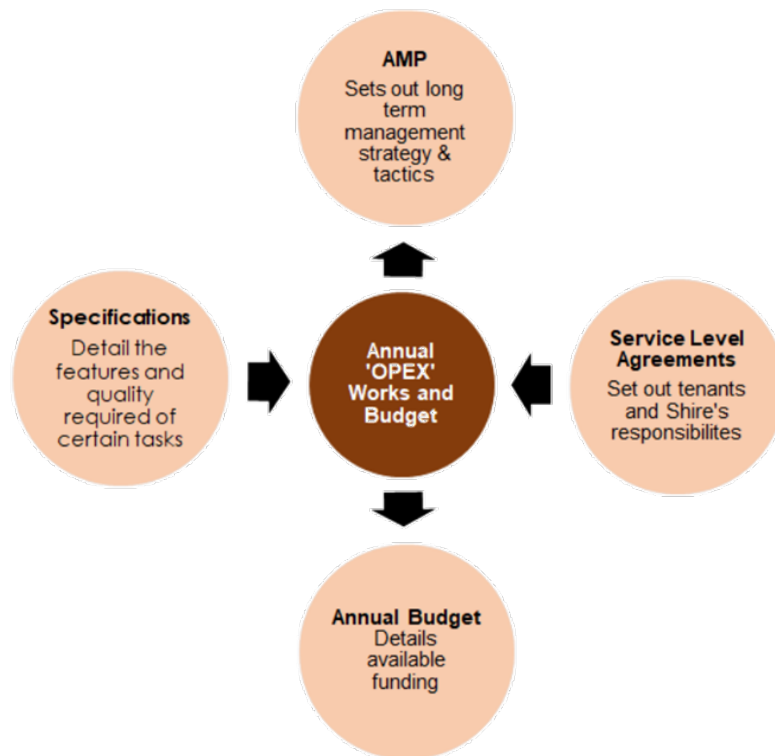 AMP
Sets out long
term
management
strategy &
tactics
Specifications
Detail the
features and
quality
required of
certain tasks
Annual
'OPEX'
Works and
Budget
Service Level
Agreements
Set out tenants
and Shire's
responsibilites
Annual Budget
Details
available
funding